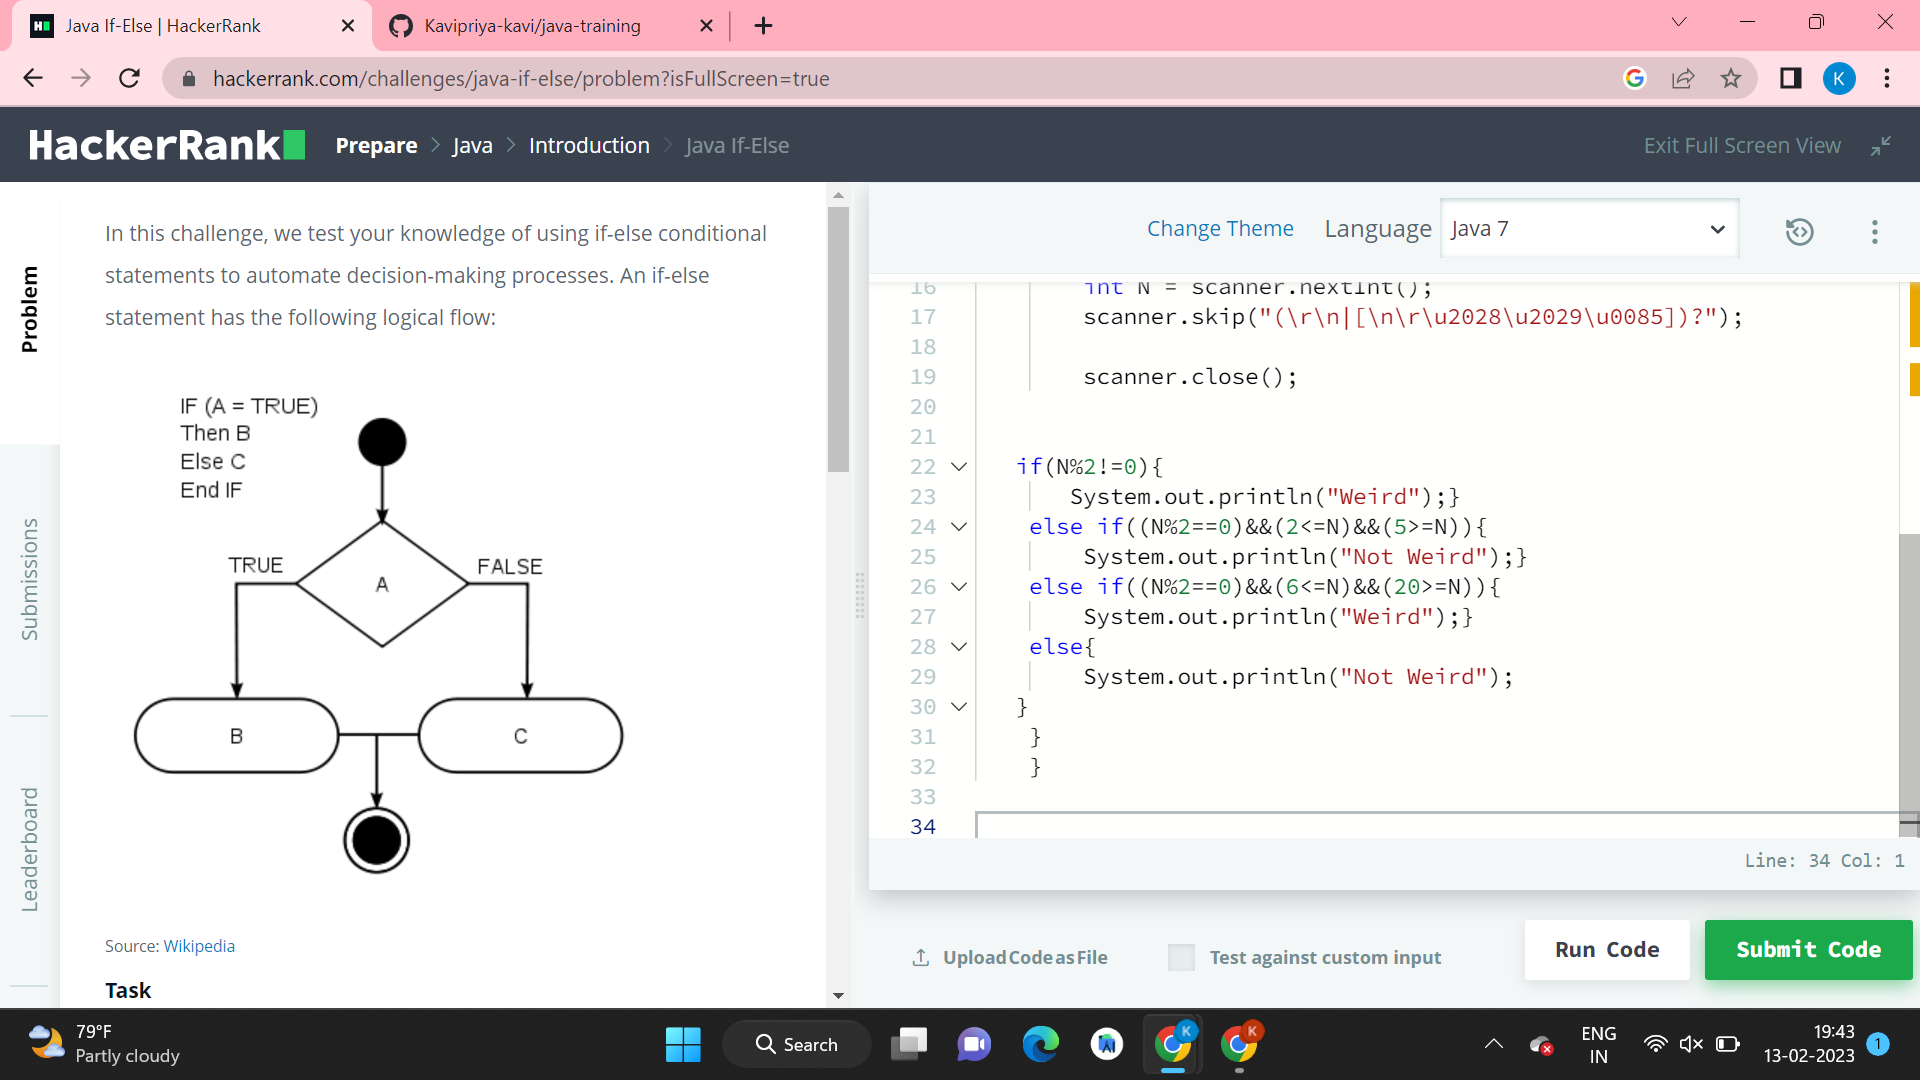 Java If-Else | HackerRank
Kavipriya-kavi/java-training
hackerrank.com/challenges/java-if-else/problem?isFullScreen=true
K
HackerRank
Prepare > Java > Introduction > Java If-Else
Exit Full Screen View
Problem
Submissions
Leaderboard
In this challenge, we test your knowledge of using if-else conditional
statements to automate decision-making processes. An if-else
statement has the following logical flow:
IF (A = TRUE)
Then B
Else C
End IF
TRUE
A
FALSE
B
C
Source: Wikipedia
Task
Change Theme
Language
Java 7
16 int N = scanner.nextInt();
17 scanner.skip("(\r\n|[\n\r\u2028\u2029\u0085])?");
18
19 scanner.close();
20
21
22 if(N%2!=0){
23 System.out.println("Weird");}
24 else if((N%2==0)&&(2<=N)&&(5>=N)){
25 System.out.println("Not Weird");}
26 else if((N%2==0)&&(6<=N)&&(20>=N)){
27 System.out.println("Weird");}
28 else{
29 System.out.println("Not Weird");
30 }
31 }
32 }
33
34
Line: 34 Col: 1
Upload Code as File
Test against custom input
Run Code
Submit Code
79°F
Partly cloudy
Search
K
K
ENG
IN
19:43
13-02-2023
1